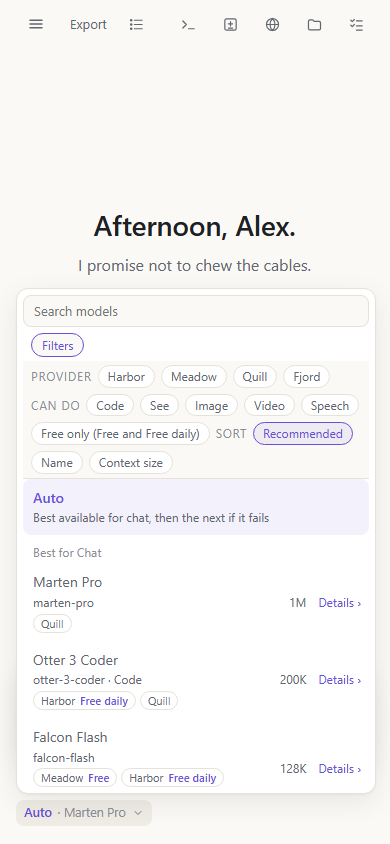 Export
Afternoon, Alex.
I promise not to chew the cables.
Search models
Filters
PROVIDER Harbor Meadow Quill Fjord
CAN DO Code See Image Video Speech
Free only (Free and Free daily) SORT Recommended
Name Context size
Auto
Best available for chat, then the next if it fails
Best for Chat
Marten Pro
marten-pro 1M Details ›
Quill
Otter 3 Coder
otter-3-coder · Code 200K Details ›
Harbor Free daily Quill
Falcon Flash
falcon-flash 128K Details ›
Meadow Free Harbor Free daily
Auto · Marten Pro